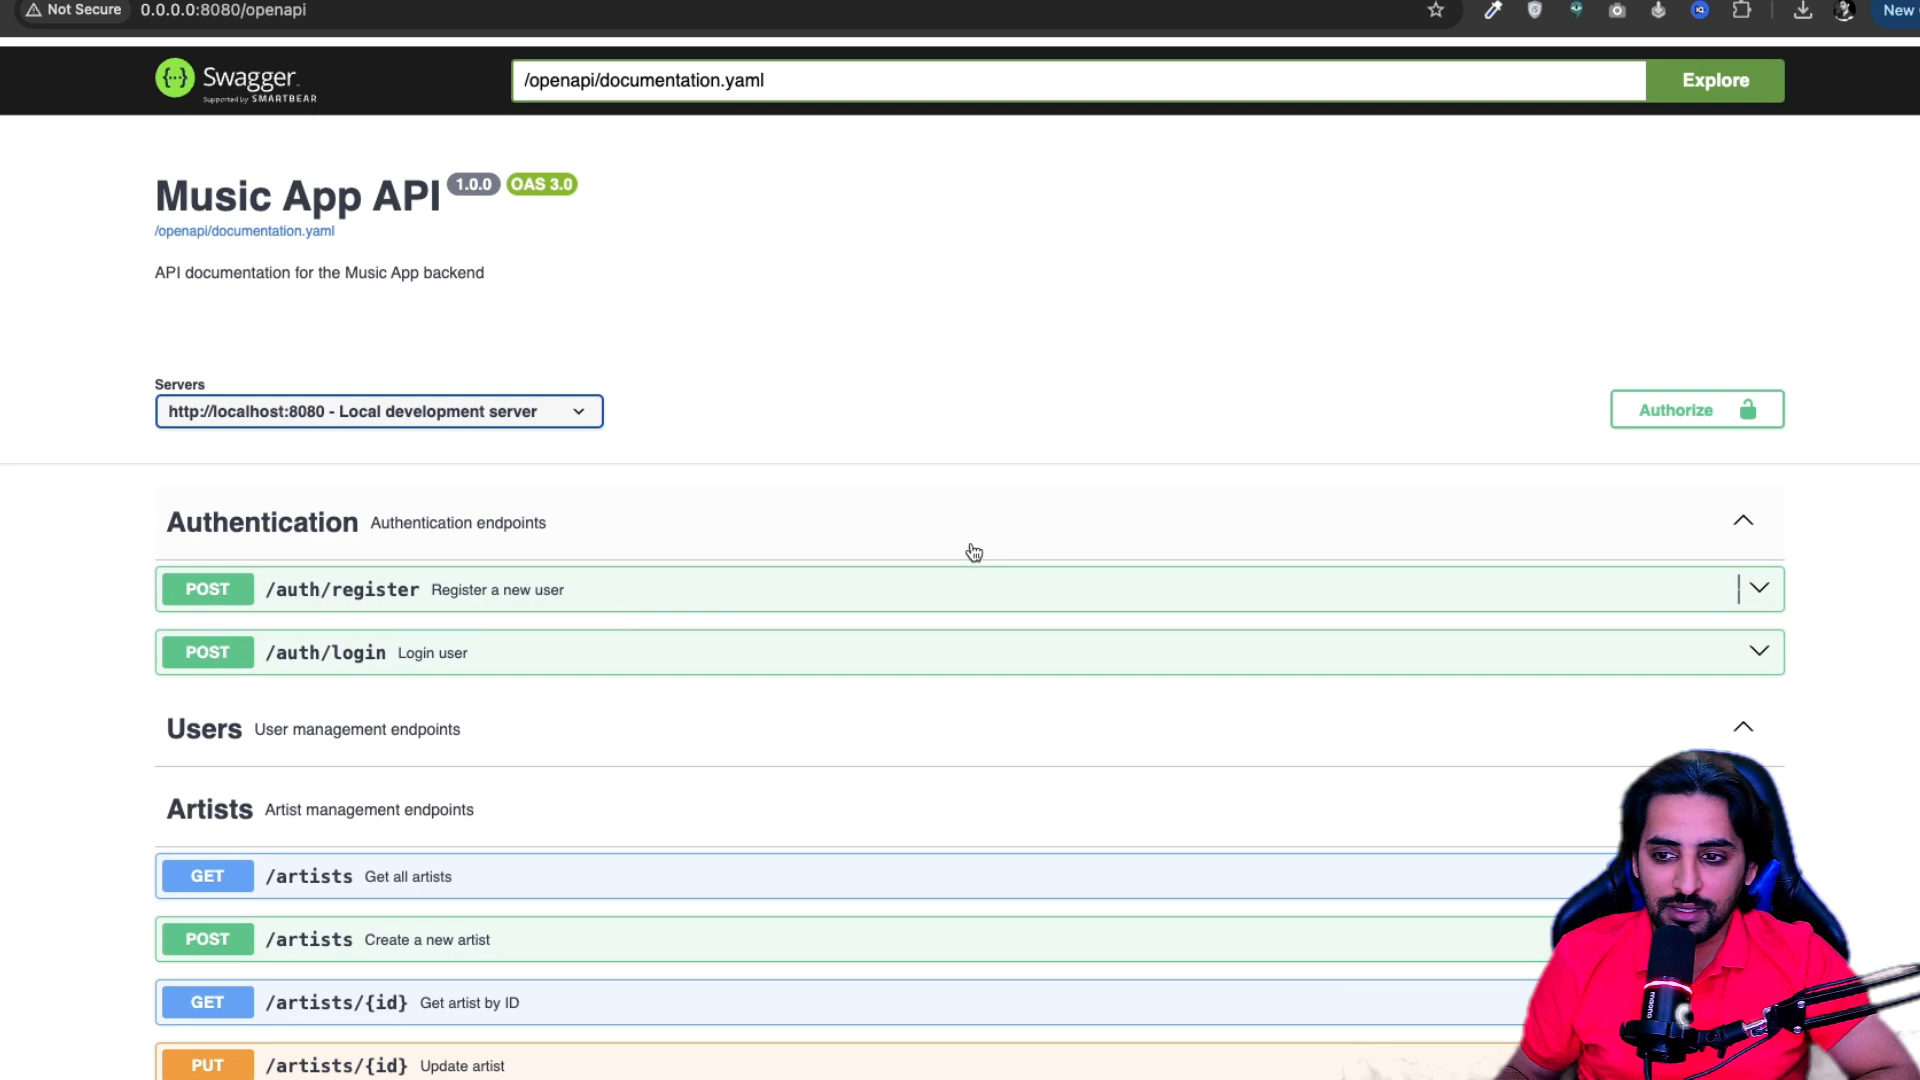 Not Secure 0.0.0.0:8080/openapi New
Swagger.
Supported by SMARTBEAR
/openapi/documentation.yaml
Explore
Music App API 1.0.0 OAS 3.0
/openapi/documentation.yaml
API documentation for the Music App backend
Servers
http://localhost:8080 - Local development server
Authorize
Authentication Authentication endpoints
POST /auth/register Register a new user
POST /auth/login Login user
Users User management endpoints
Artists Artist management endpoints
GET /artists Get all artists
POST /artists Create a new artist
GET /artists/{id} Get artist by ID
PUT /artists/{id} Update artist
maono